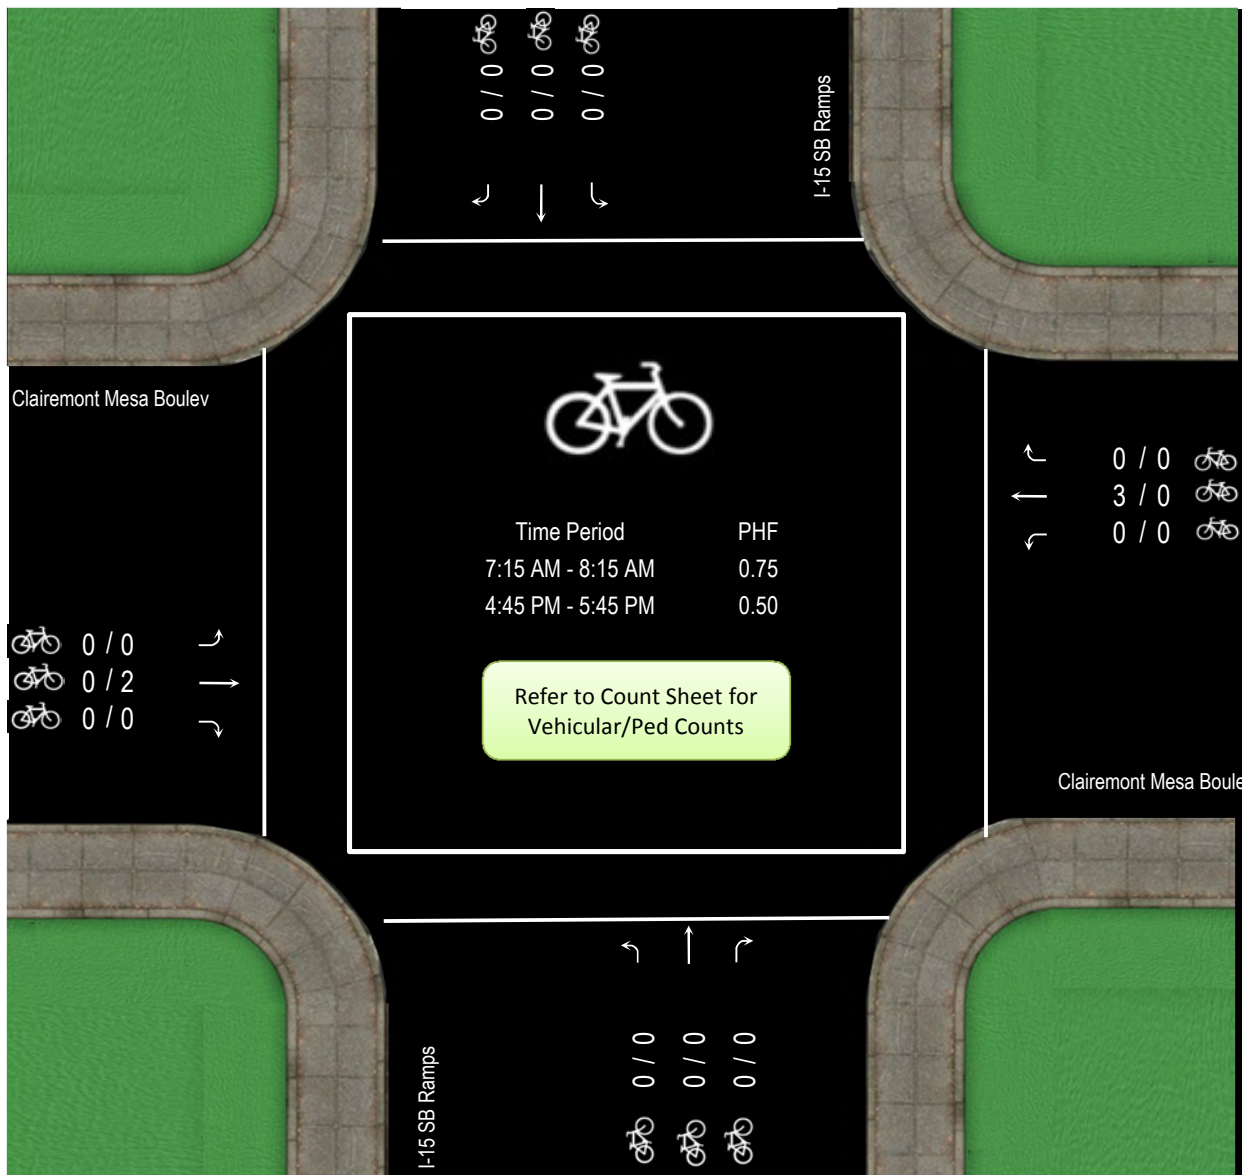 0 / 0
0 / 0
0 / 0
I-15 SB Ramps
Clairemont Mesa Boulev
0 / 0
3 / 0
0 / 0
Time Period PHF
7:15 AM - 8:15 AM 0.75
4:45 PM - 5:45 PM 0.50
0 / 0
0 / 2
0 / 0
Refer to Count Sheet for
Vehicular/Ped Counts
Clairemont Mesa Boule
I-15 SB Ramps
0 / 0
0 / 0
0 / 0